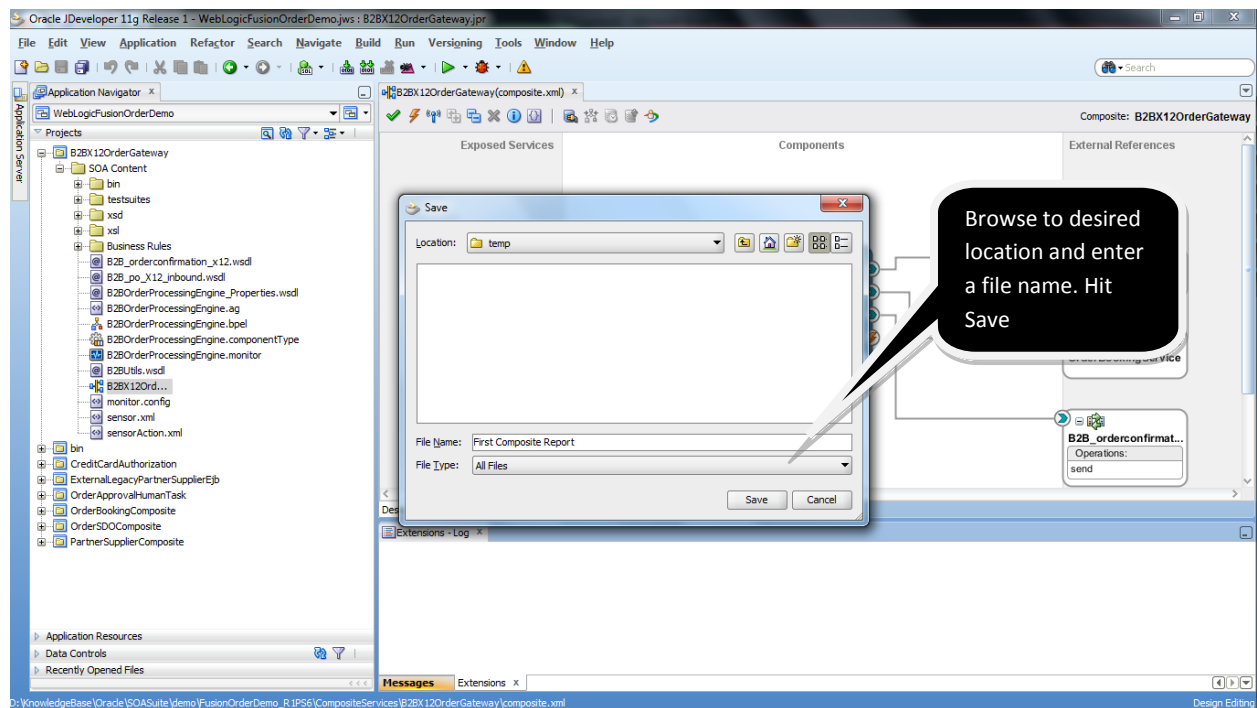 Oracle JDeveloper 11g Release 1 - WebLogicFusionOrderDemo.jws : B2BX12OrderGateway.jpr
File Edit View Application Refactor Search Navigate Build Run Versioning Tools Window Help
Search
Application Navigator
B2BX12OrderGateway(composite.xml)
Application Server
WebLogicFusionOrderDemo
Composite: B2BX12OrderGateway
Projects
Exposed Services
Components
External References
B2BX12OrderGateway
SOA Content
bin
testsuites
xsd
xsl
Business Rules
B2B_orderconfirmation_x12.wsdl
B2B_po_X12_inbound.wsdl
B2BOrderProcessingEngine_Properties.wsdl
B2BOrderProcessingEngine.ag
B2BOrderProcessingEngine.bpel
B2BOrderProcessingEngine.componentType
B2BOrderProcessingEngine.monitor
B2BUtils.wsdl
B2BX12Ord...
monitor.config
sensor.xml
sensorAction.xml
bin
CreditCardAuthorization
ExternalLegacyPartnerSupplierEjb
OrderApprovalHumanTask
OrderBookingComposite
OrderSDOComposite
PartnerSupplierComposite
Save
Location: temp
File Name: First Composite Report
File Type: All Files
Save Cancel
Browse to desired
location and enter
a file name. Hit
Save
B2B_orderconfirmat...
Operations:
send
Des
Extensions - Log
Application Resources
Data Controls
Recently Opened Files
Messages Extensions
D:\KnowledgeBase\Oracle\SOASuite\demo\FusionOrderDemo_R1PS6\CompositeServices\B2BX12OrderGateway\composite.xml
Design Editing